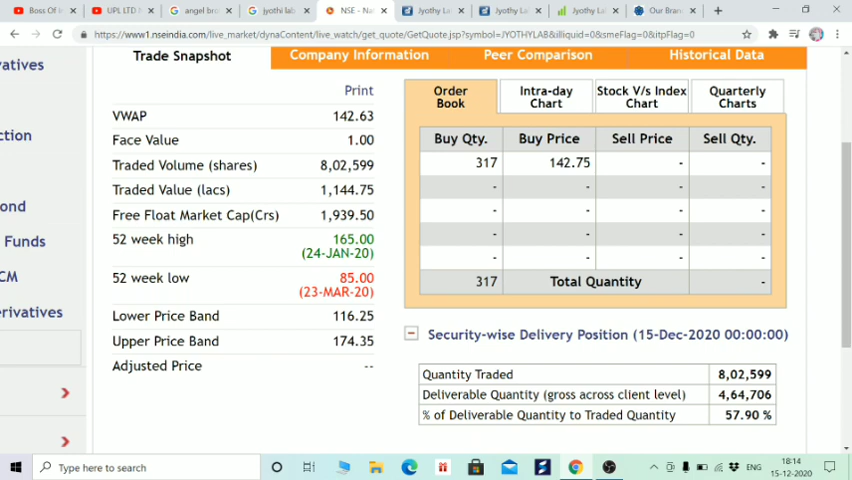 Boss Of M
UPL LTD F
angel brok
jyothi lab
NSE - Nat
Jyothy La
Jyothy La
Jyothy Lab
Our Bran
https://www1.nseindia.com/live_market/dynaContent/live_watch/get_quote/GetQuote.jsp?symbol=JYOTHYLAB&illiquid=0&smeFlag=0&itpFlag=0
Trade Snapshot Company Information Peer Comparison Historical Data
vatives
ction
ond
Funds
CM
erivatives
Print
VWAP 142.63
Face Value 1.00
Traded Volume (shares) 8,02,599
Traded Value (lacs) 1,144.75
Free Float Market Cap(Crs) 1,939.50
52 week high 165.00
(24-JAN-20)
52 week low 85.00
(23-MAR-20)
Lower Price Band 116.25
Upper Price Band 174.35
Adjusted Price --
Order Book
Intra-day Chart
Stock V/s Index Chart
Quarterly Charts
Buy Qty. Buy Price Sell Price Sell Qty.
317 142.75 - -
- - - -
- - - -
- - - -
- - - -
317 Total Quantity -
Security-wise Delivery Position (15-Dec-2020 00:00:00)
Quantity Traded 8,02,599
Deliverable Quantity (gross across client level) 4,64,706
% of Deliverable Quantity to Traded Quantity 57.90 %
Type here to search
ENG
18:14
15-12-2020